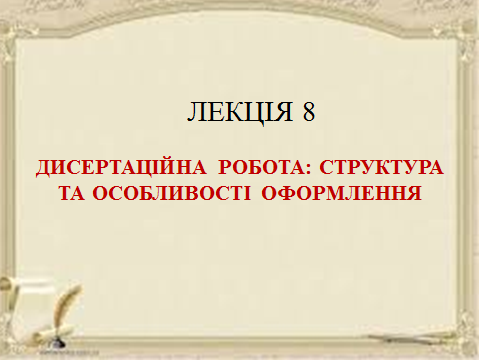 ЛЕКЦІЯ 8
ДИСЕРТАЦІЙНА РОБОТА: СТРУКТУРА
ТА ОСОБЛИВОСТІ ОФОРМЛЕННЯ